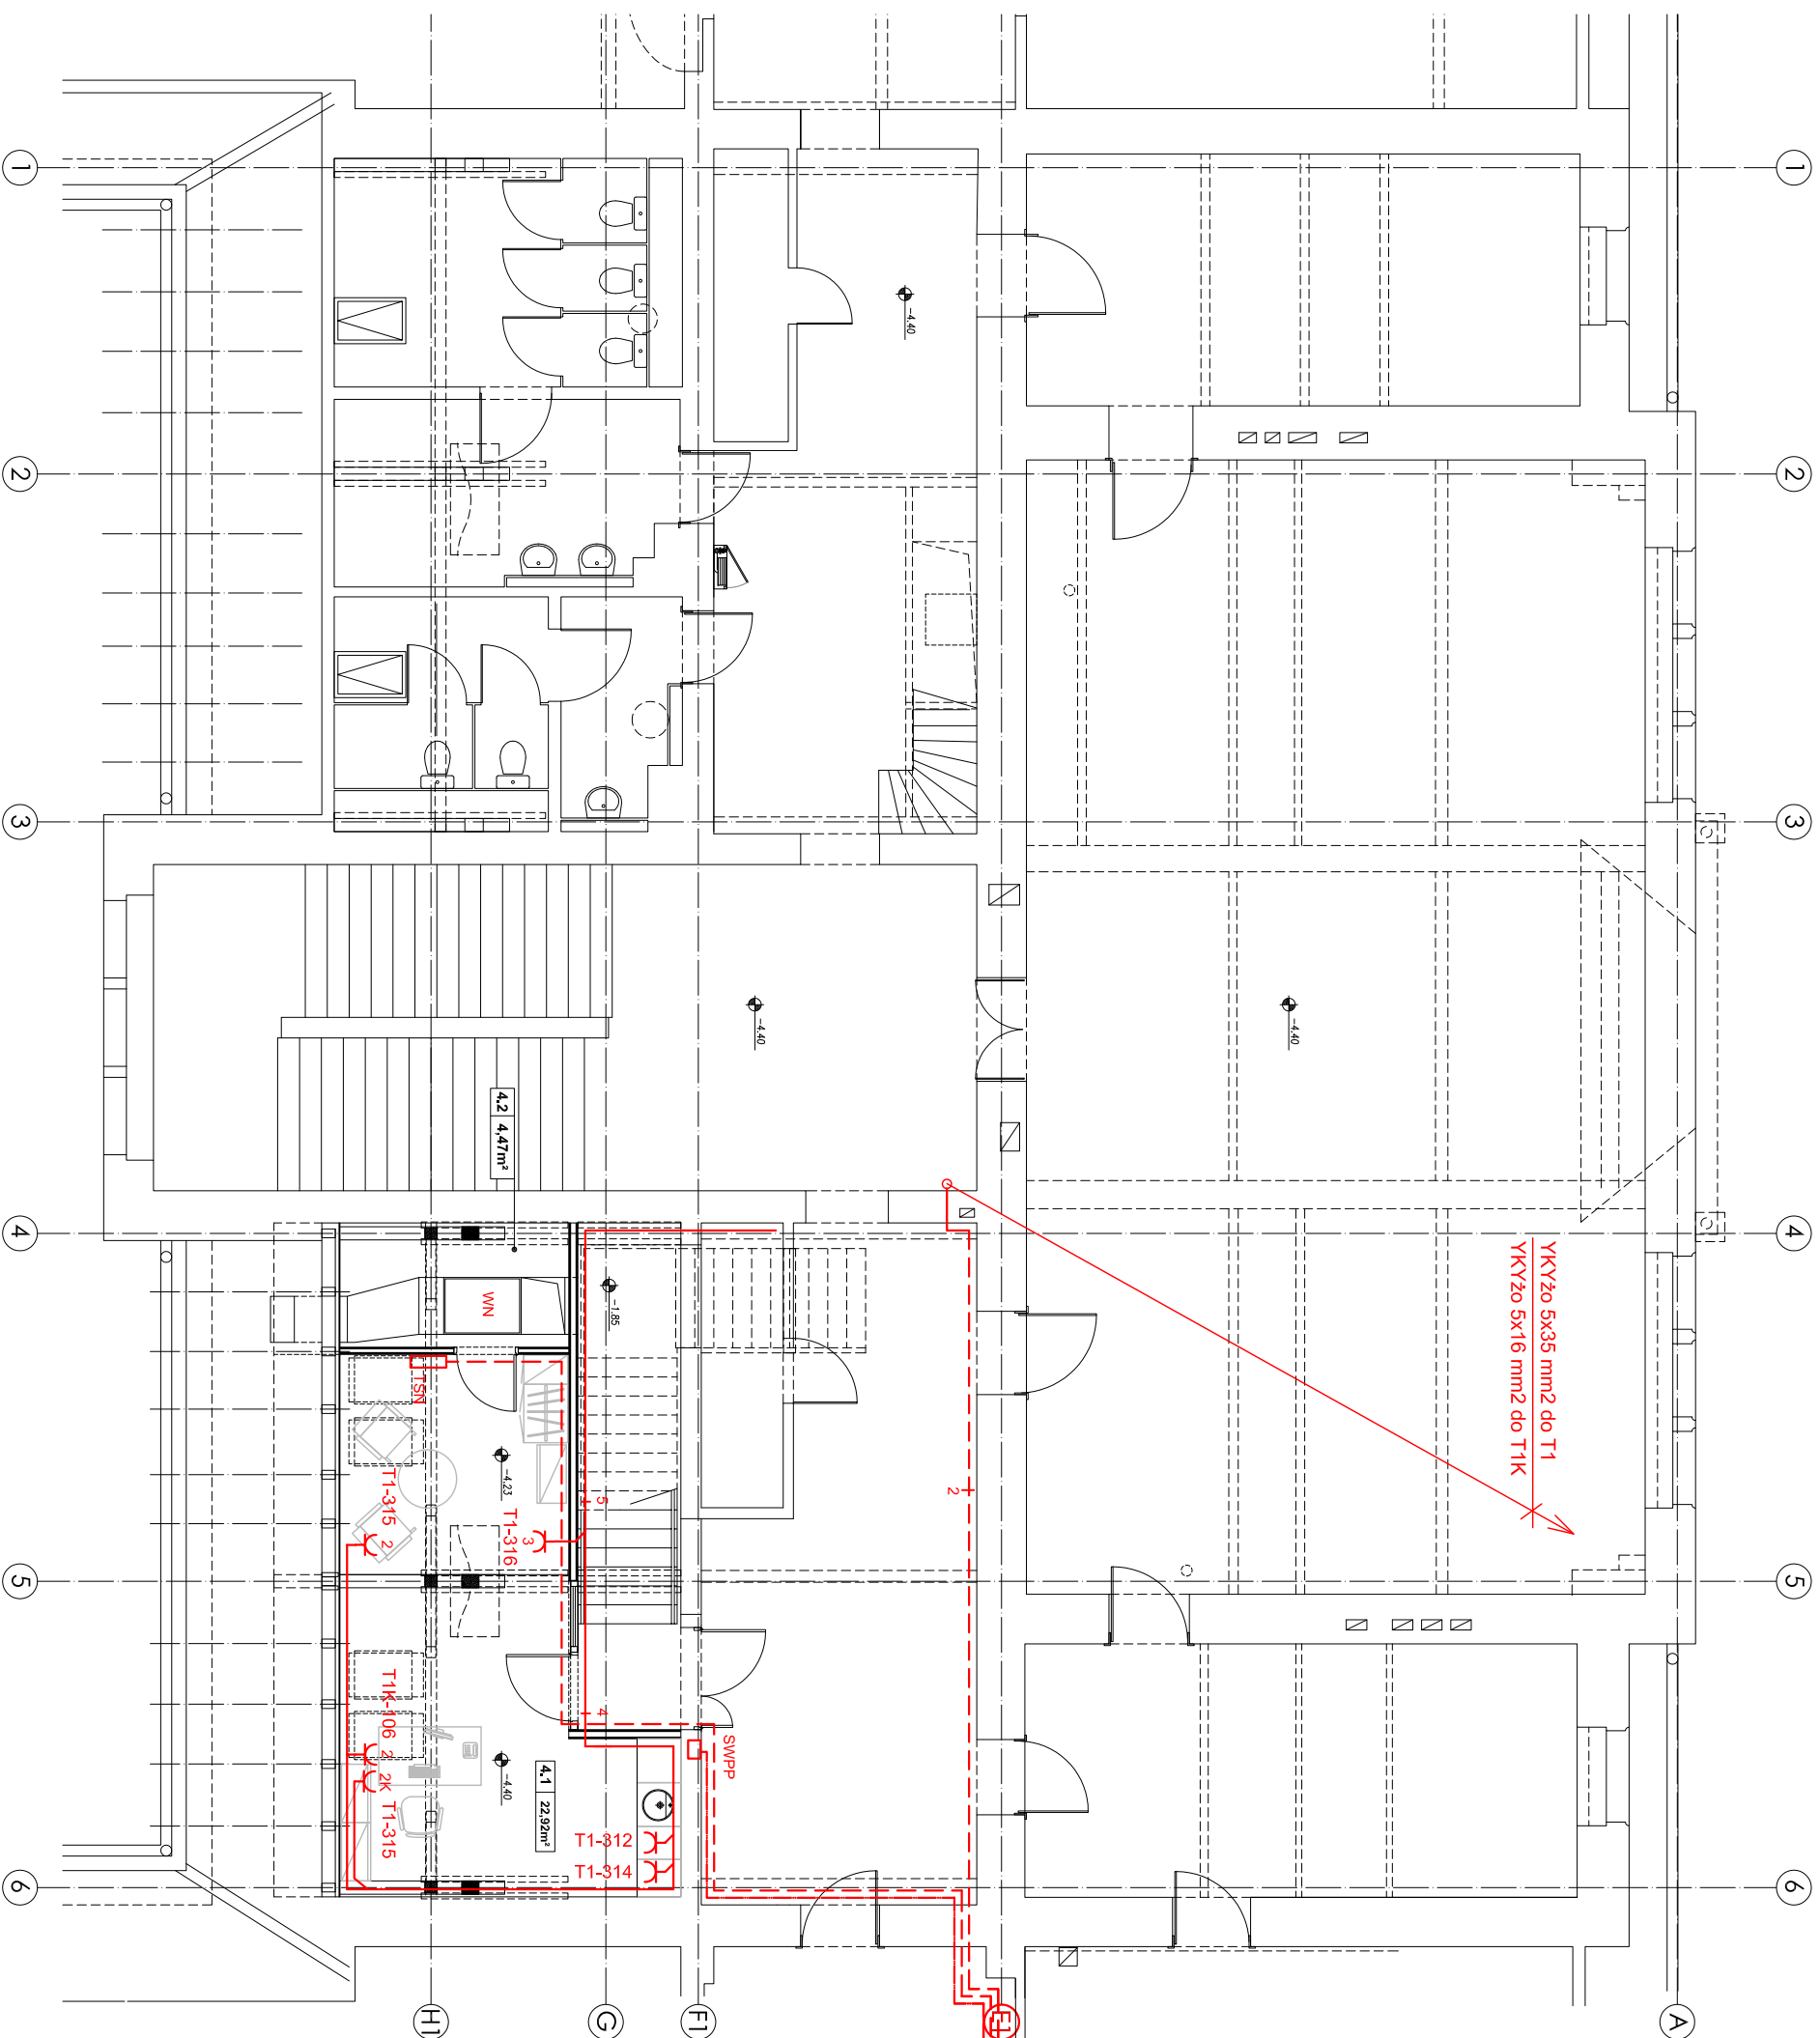 1
1
-4.40
2
2
3
3
-4.40
-4.40
4.2 4,47m²
4
4
YKYżo 5x35 mm2 do T1
YKYżo 5x16 mm2 do T1K
WN
-1.85
TSN
-4.23
T1-315 2
T1-316
3
5
2
5
5
T1K-106 2
2K T1-315
4
SWPP
-4.40
4.1 22,92m²
T1-312
T1-314
6
6
H1
G
F1
E1
A